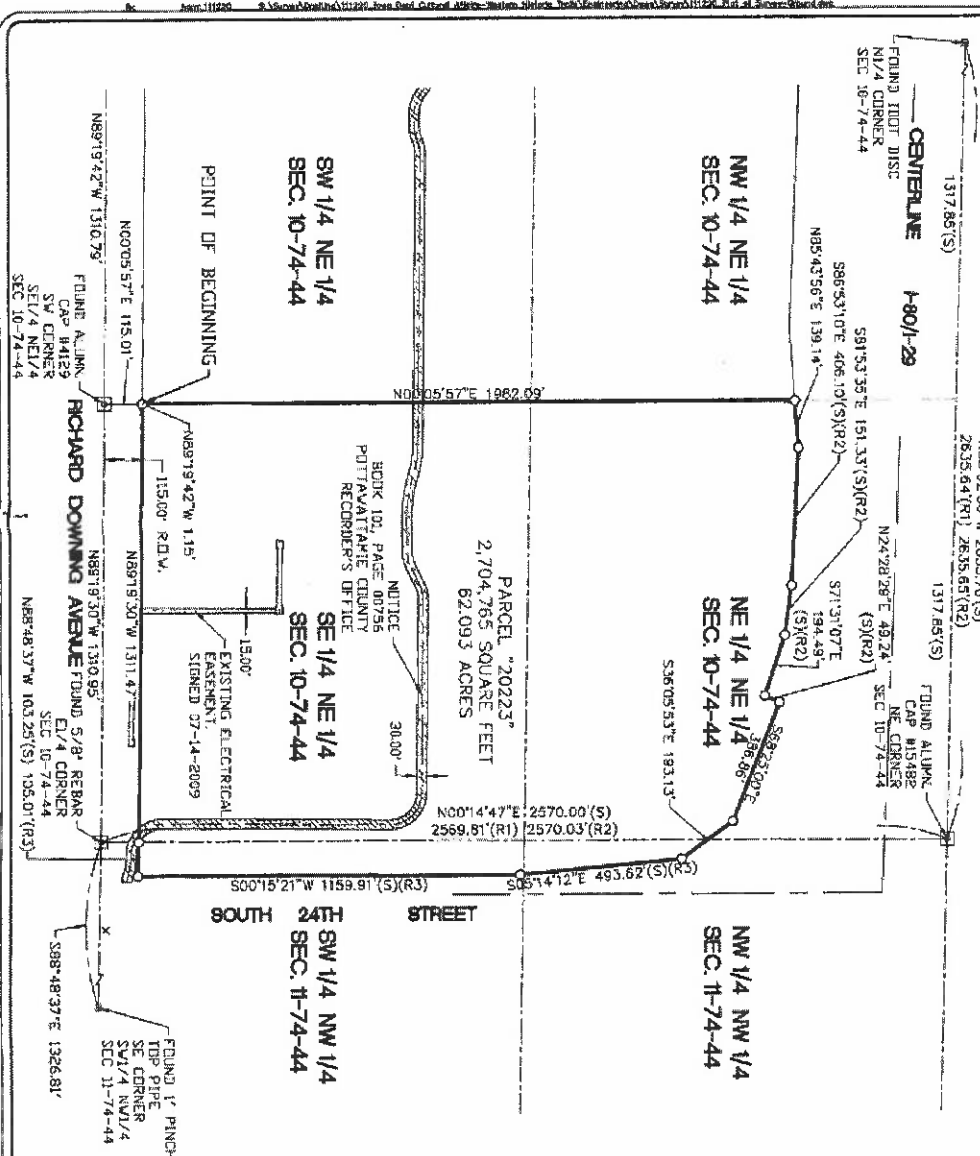 1317.85'(S)
2635.64'(R1) 2635.65'(R2)
1317.85'(S)
FOUND IDOT DISC
N1/4 CORNER
SEC 10-74-44
CENTERLINE I-80/I-29
FOUND ALUMN.
CAP #15482
NE CORNER
SEC 10-74-44
NW 1/4 NE 1/4
SEC. 10-74-44
N85°43'56"E 139.14'
S86°53'10"E 406.10'(S)(R2)
S81°53'35"E 151.33'(S)(R2)
S71°31'07"E
194.49'
(S)(R2)
N24°28'29"E 49.24'
(S)(R2)
S68°25'00"E
S36°05'53"E 193.13'
NE 1/4 NE 1/4
SEC. 10-74-44
NW 1/4 NW 1/4
SEC. 11-74-44
N00°05'57"E 1962.09'
PARCEL "20223"
2,704,765 SQUARE FEET
62.093 ACRES
NOTICE
BOOK 102, PAGE 00756
POTTAWATTAMIE COUNTY
RECORDER'S OFFICE
30.00'
N00°14'47"E 2570.00'(S)
2569.81'(R1) 2570.03'(R2)
S05°14'12"E 493.62'(S)(R3)
S00°15'21"W 1159.91'(S)(R3)
SOUTH 24TH STREET
SW 1/4 NE 1/4
SEC. 10-74-44
SE 1/4 NE 1/4
SEC. 10-74-44
SW 1/4 NW 1/4
SEC. 11-74-44
15.00'
EXISTING ELECTRICAL
EASEMENT.
SIGNED 07-14-2009
POINT OF BEGINNING
N89°19'42"W 1.15'
115.00' R.O.W.
N89°19'30"W 1311.47'
N00°05'57"E 115.01'
N89°19'42"W 1310.79'
N89°19'30"W 1310.95'
RICHARD DOWNING AVENUE
FOUND ALUMN.
CAP #4129
SW CORNER
SE1/4 NE1/4
SEC 10-74-44
FOUND 5/8" REBAR
E1/4 CORNER
SEC 10-74-44
N88°48'37"W 103.25'(S) 105.01'(R3)
S88°48'37"E 1326.81'
FOUND 1" PINCH
TOP PIPE
SE CORNER
SW1/4 NW1/4
SEC 11-74-44